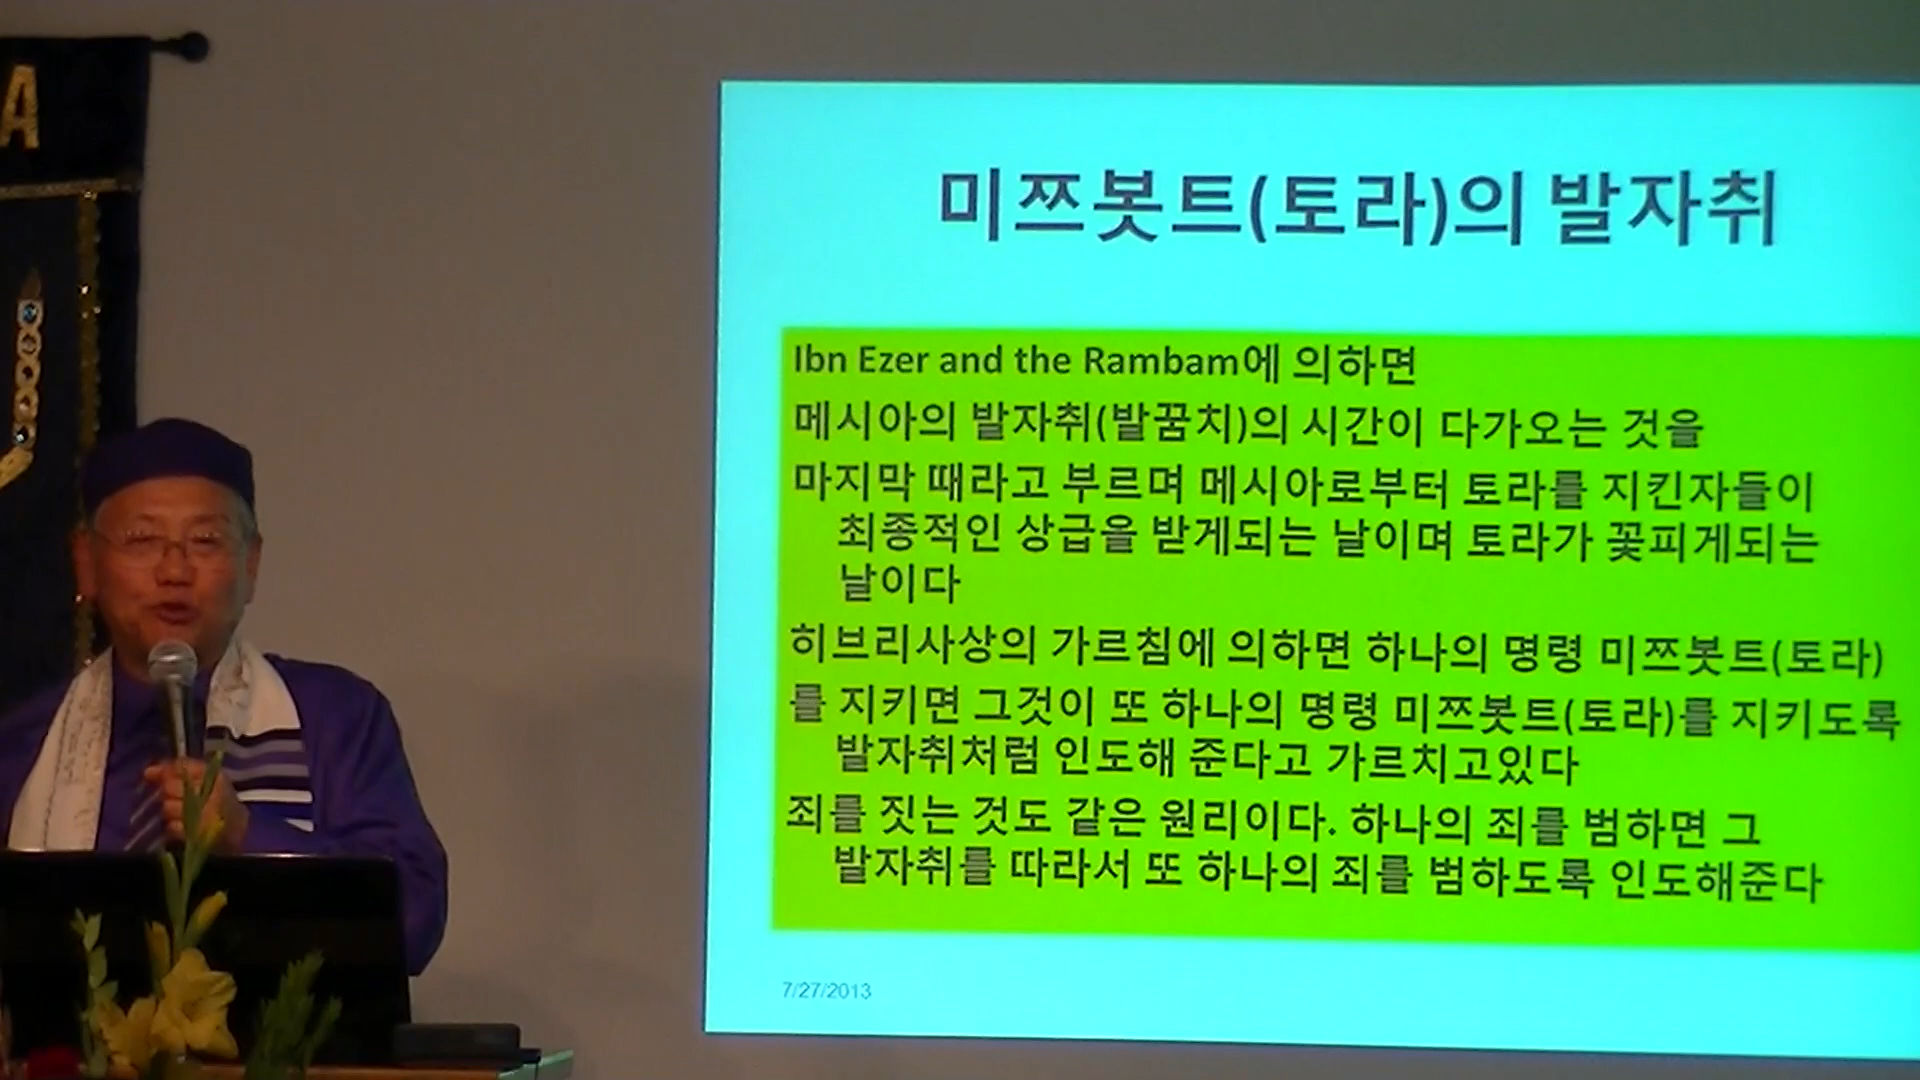 A
미쯔봇트(토라)의 발자취
Ibn Ezer and the Rambam에 의하면
메시아의 발자취(발꿈치)의 시간이 다가오는 것을
마지막 때라고 부르며 메시아로부터 토라를 지킨자들이
최종적인 상급을 받게되는 날이며 토라가 꽃피게되는
날이다
히브리사상의 가르침에 의하면 하나의 명령 미쯔봇트(토라)
를 지키면 그것이 또 하나의 명령 미쯔봇트(토라)를 지키도록
발자취처럼 인도해 준다고 가르치고있다
죄를 짓는 것도 같은 원리이다. 하나의 죄를 범하면 그
발자취를 따라서 또 하나의 죄를 범하도록 인도해준다
7/27/2013